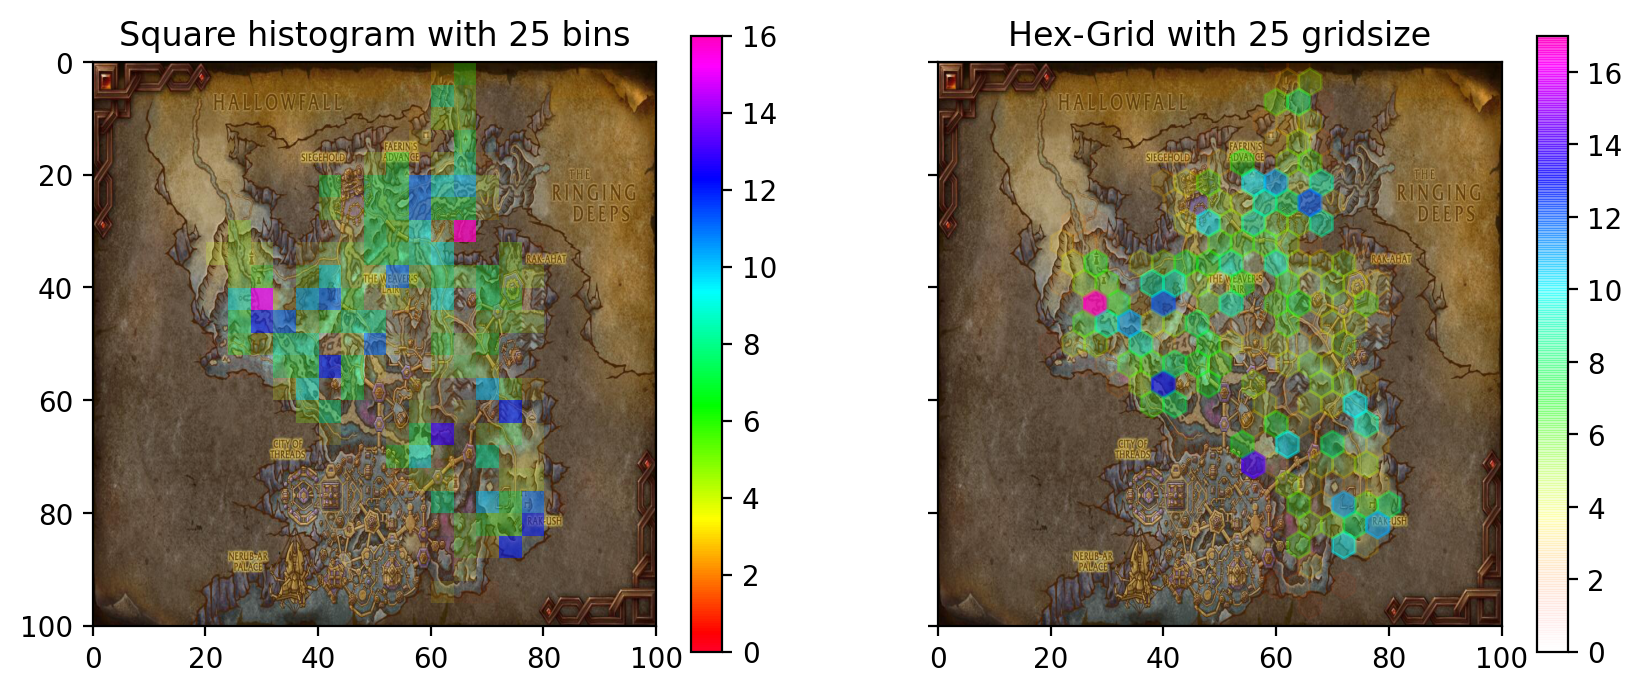 Square histogram with 25 bins
0
20
40
60
80
100
0
20
40
60
80
100
HALLOWFALL
SIEGEHOLD
FAERIN'S
ADVANCE
THE
RINGING
DEEPS
RAK-AHAT
THE WEAVER'S
LAIR
CITY OF
THREADS
RAK-USH
NERUB-AR
PALACE
16
14
12
10
8
6
4
2
0
Hex-Grid with 25 gridsize
HALLOWFALL
SIEGEHOLD
FAERIN'S
ADVANCE
THE
RINGING
DEEPS
RAK-AHAT
THE WEAVER'S
LAIR
CITY OF
THREADS
RAK-USH
NERUB-AR
PALACE
0
20
40
60
80
100
16
14
12
10
8
6
4
2
0